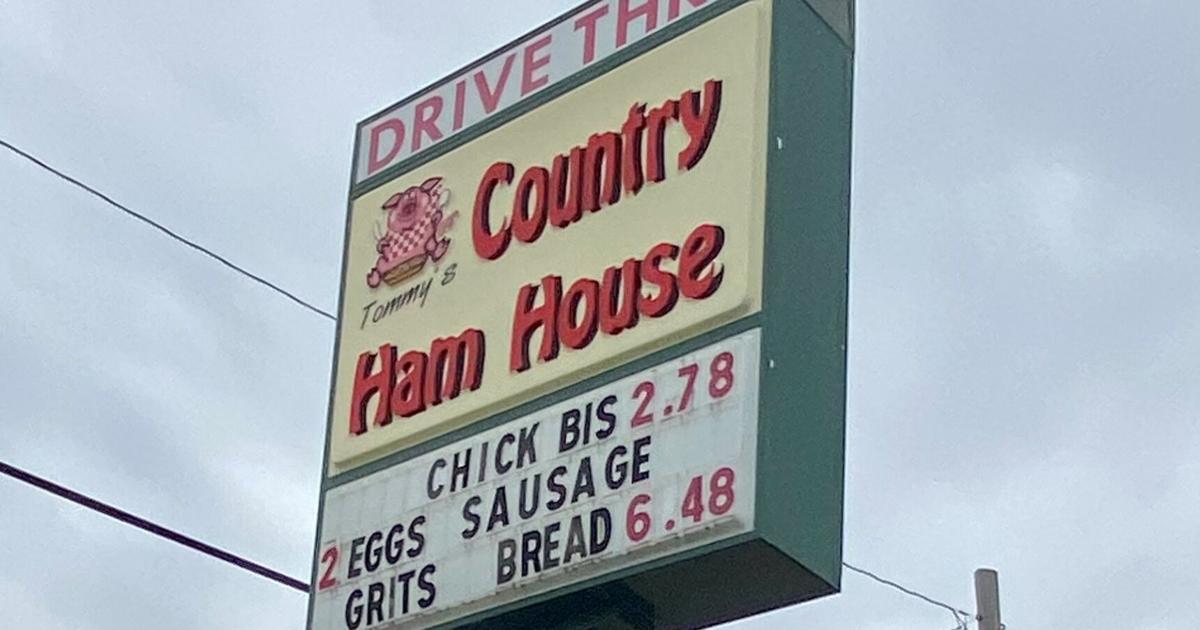 DRIVE THR
Country
Tommy's
Ham House
CHICK BIS 2.78
2 EGGS SAUSAGE
GRITS BREAD 6.48